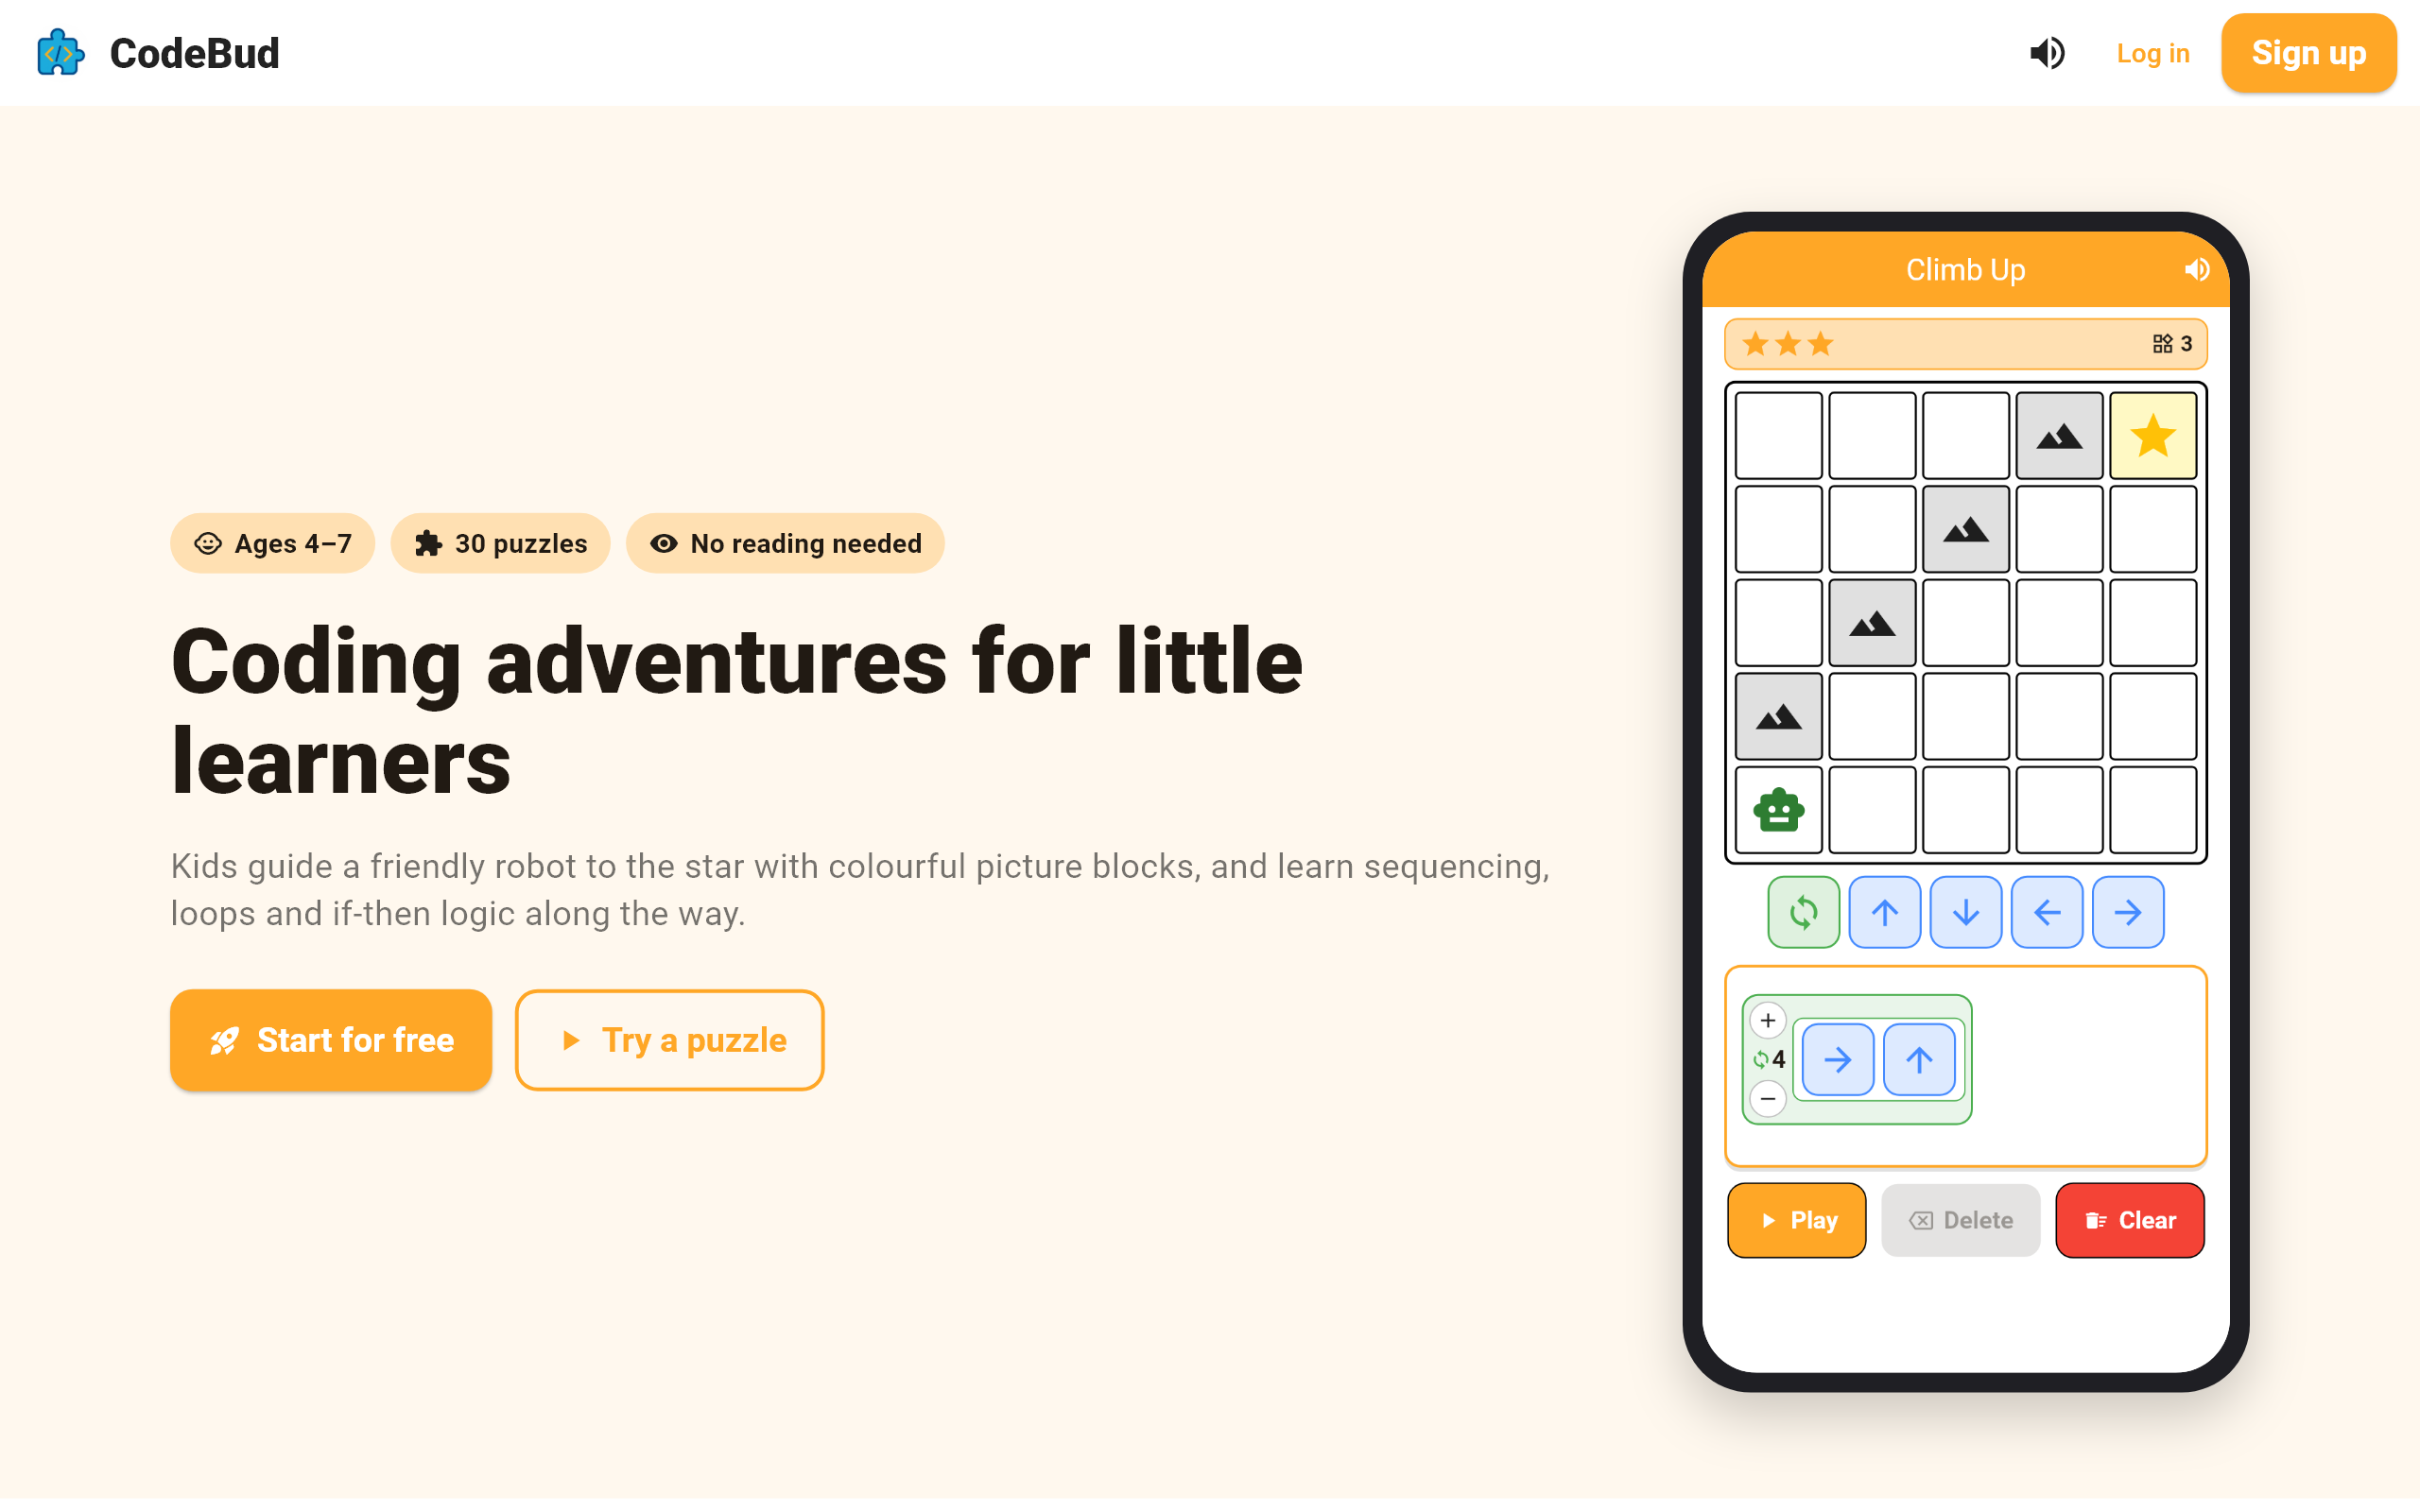 CodeBud
Log in
Sign up
Ages 4–7
30 puzzles
No reading needed
Coding adventures for little
learners
Kids guide a friendly robot to the star with colourful picture blocks, and learn sequencing,
loops and if-then logic along the way.
Start for free
Try a puzzle
Climb Up
3
4
Play
Delete
Clear